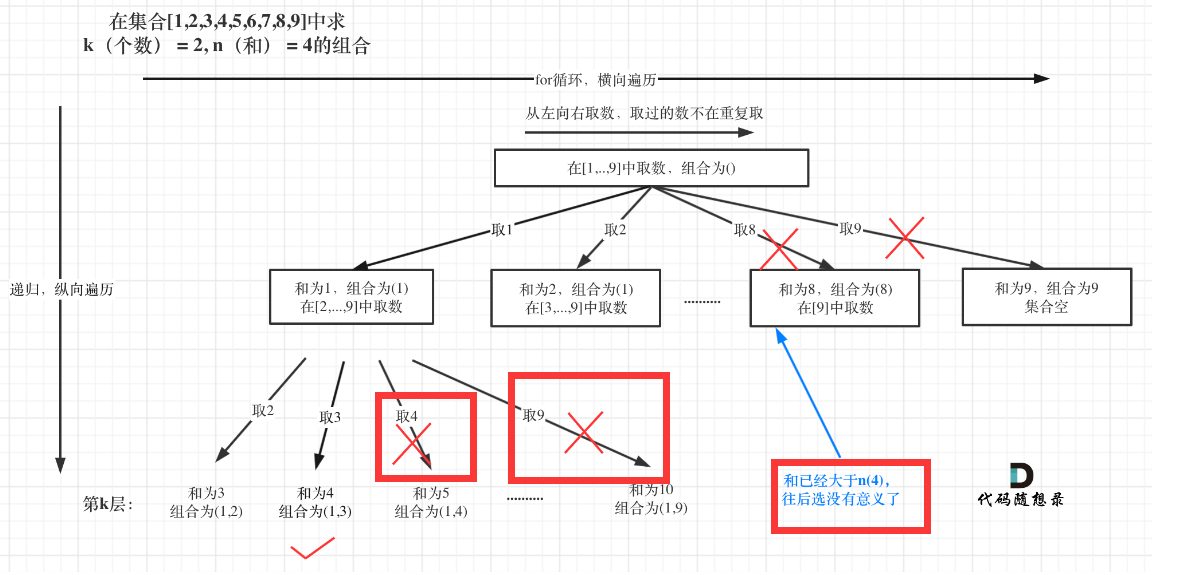 在集合[1,2,3,4,5,6,7,8,9]中求
k（个数）= 2, n（和）= 4的组合
for循环，横向遍历
从左向右取数，取过的数不在重复取
在[1,..,9]中取数，组合为()
取1
取2
取8
取9
递归，纵向遍历
和为1，组合为(1)
在[2,...,9]中取数
和为2，组合为(1)
在[3,...,9]中取数
..........
和为8，组合为(8)
在[9]中取数
和为9，组合为9
集合空
取2
取3
取4
取9
第k层：
和为3
组合为(1,2)
和为4
组合为(1,3)
和为5
组合为(1,4)
..........
和为10
组合为(1,9)
和已经大于n(4)，
往后选没有意义了
代码随想录